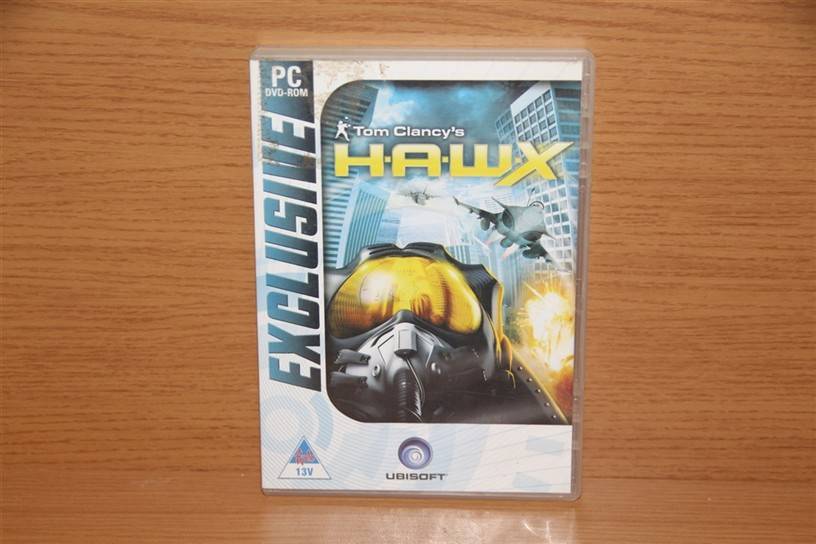 PC
DVD-ROM
EXCLUSIVE
Tom Clancy's
H·A·W·X
13V
UBISOFT